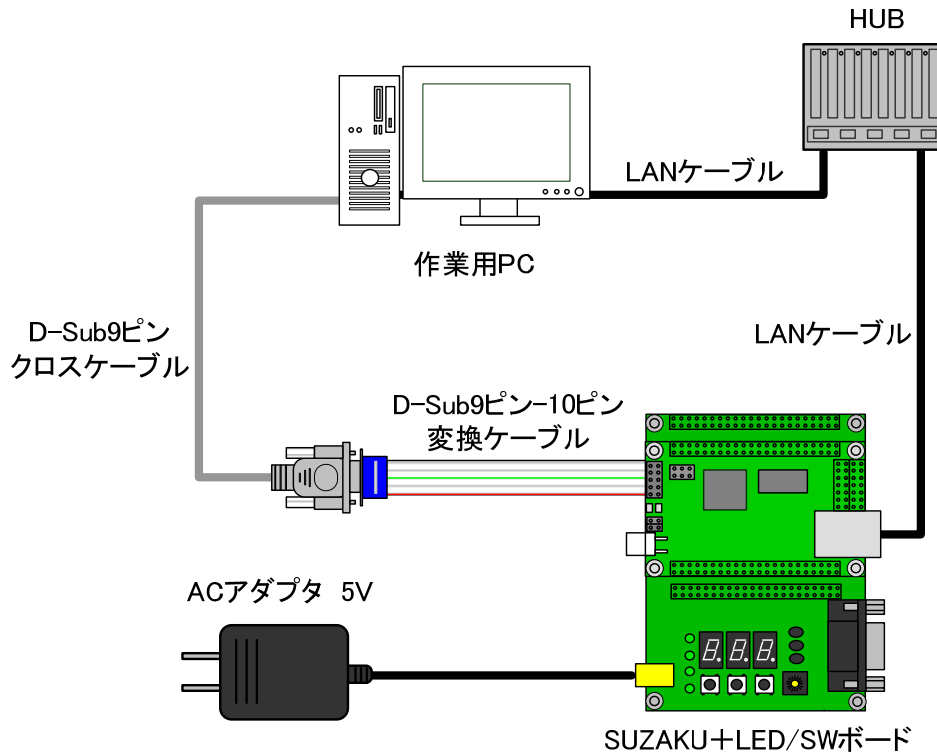 HUB
LANケーブル
作業用PC
D-Sub9ピン
クロスケーブル
LANケーブル
D-Sub9ピン-10ピン
変換ケーブル
ACアダプタ 5V
8. 8. 8.
SUZAKU+LED/SWボード